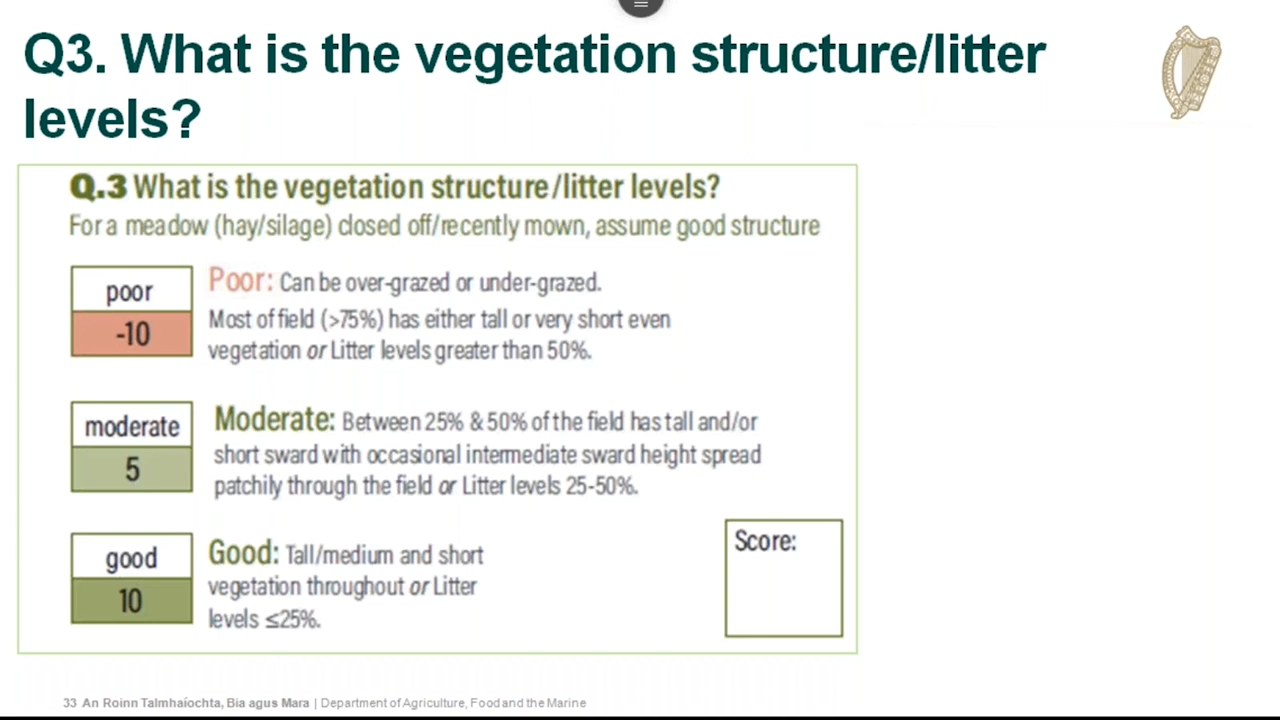 Q3. What is the vegetation structure/litter
levels?
Q.3 What is the vegetation structure/litter levels?
For a meadow (hay/silage) closed off/recently mown, assume good structure
poor
-10
Poor: Can be over-grazed or under-grazed.
Most of field (>75%) has either tall or very short even
vegetation or Litter levels greater than 50%.
moderate
5
Moderate: Between 25% & 50% of the field has tall and/or
short sward with occasional intermediate sward height spread
patchily through the field or Litter levels 25-50%.
good
10
Good: Tall/medium and short
vegetation throughout or Litter
levels ≤25%.
Score:
33 An Roinn Talmhaíochta, Bia agus Mara | Department of Agriculture, Food and the Marine